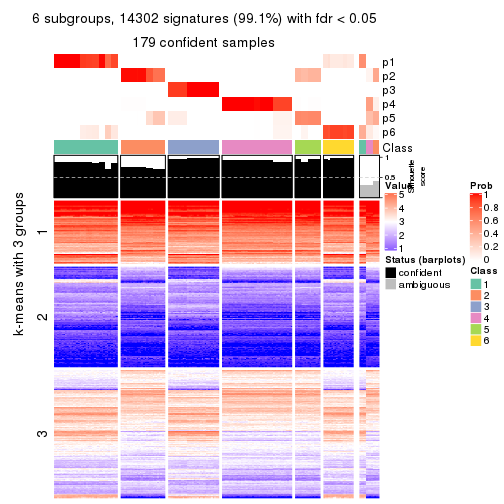 6 subgroups, 14302 signatures (99.1%) with fdr < 0.05
179 confident samples
p1
p2
p3
p4
p5
p6
Class
1
0.5
0
Silhouette
score
k-means with 3 groups
1
2
3
Value
5
4
3
2
1
Status (barplots)
confident
ambiguous
Prob
1
0.8
0.6
0.4
0.2
0
Class
1
2
3
4
5
6